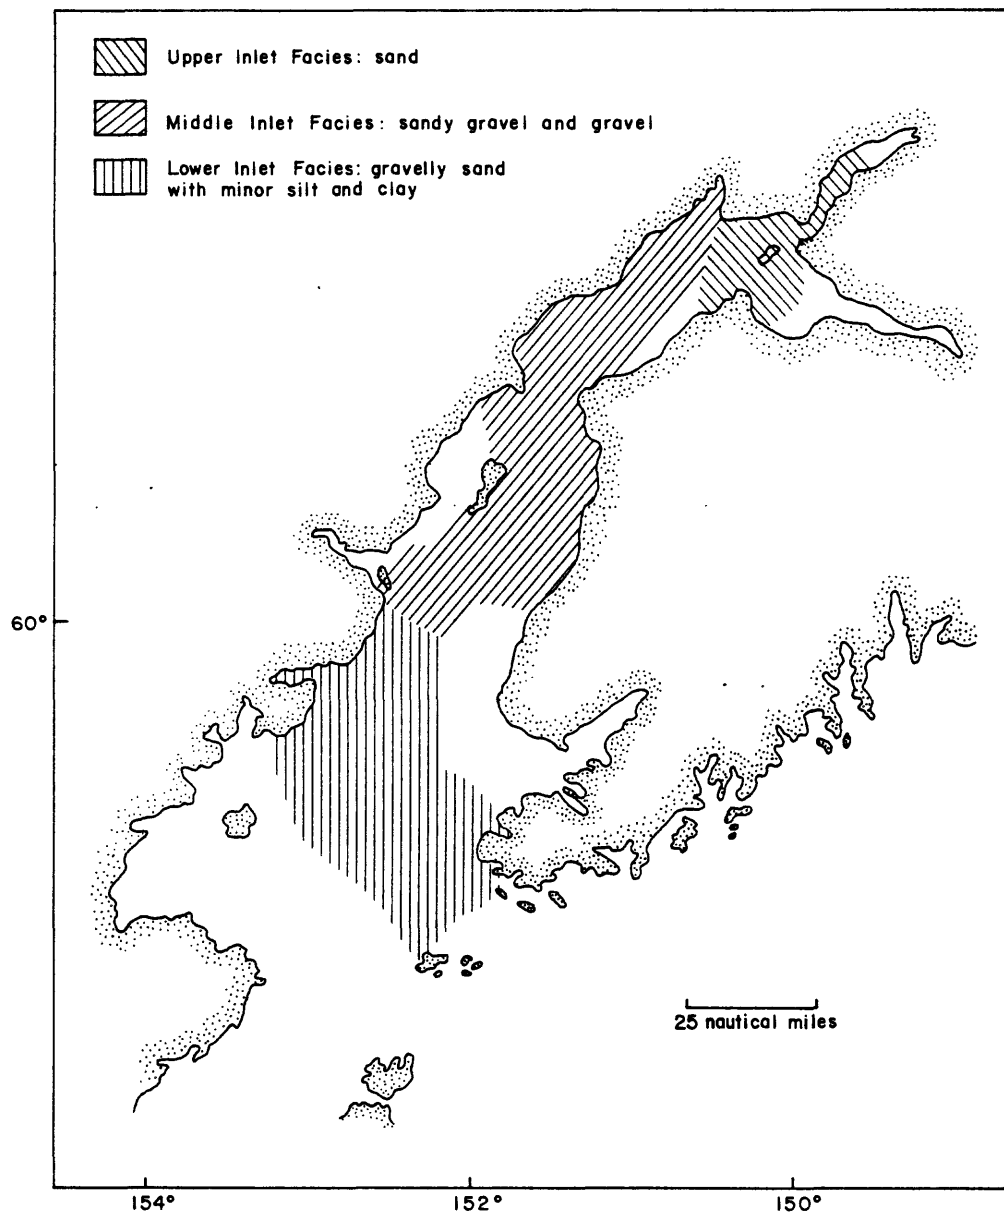 Upper Inlet Facies: sand
Middle Inlet Facies: sandy gravel and gravel
Lower Inlet Facies: gravelly sand
with minor silt and clay
60°
25 nautical miles
154°
152°
150°